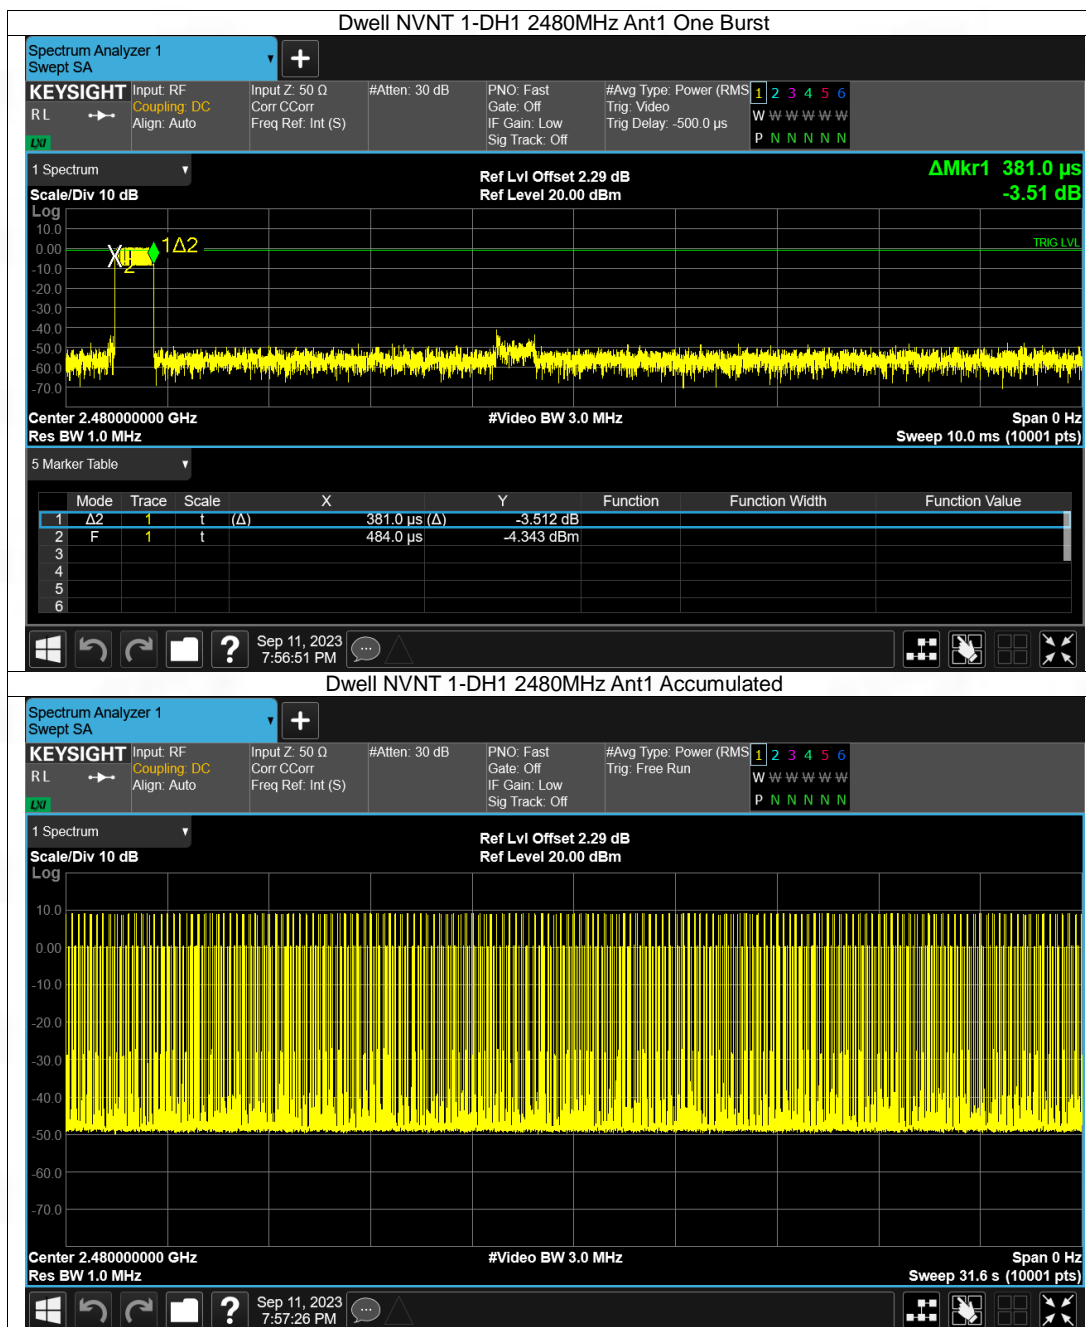 Dwell NVNT 1-DH1 2480MHz Ant1 One Burst
Spectrum Analyzer 1
Swept SA
+
KEYSIGHT Input: RF Input Z: 50 Ω #Atten: 30 dB PNO: Fast #Avg Type: Power (RMS 1 2 3 4 5 6
RL Coupling: DC Corr CCorr Gate: Off Trig: Video W W W W W W
Align: Auto Freq Ref: Int (S) IF Gain: Low Trig Delay: -500.0 µs
LXI Sig Track: Off P N N N N N
1 Spectrum Ref Lvl Offset 2.29 dB ΔMkr1 381.0 µs
Scale/Div 10 dB Ref Level 20.00 dBm -3.51 dB
Log
10.0
0.00 X 1Δ2 TRIG LVL
2
-10.0
-20.0
-30.0
-40.0
-50.0
-60.0
-70.0
Center 2.480000000 GHz #Video BW 3.0 MHz Span 0 Hz
Res BW 1.0 MHz Sweep 10.0 ms (10001 pts)
5 Marker Table
Mode Trace Scale X Y Function Function Width Function Value
1 Δ2 1 t (Δ) 381.0 µs (Δ) -3.512 dB
2 F 1 t 484.0 µs -4.343 dBm
3
4
5
6
? Sep 11, 2023
7:56:51 PM
Dwell NVNT 1-DH1 2480MHz Ant1 Accumulated
Spectrum Analyzer 1
Swept SA
+
KEYSIGHT Input: RF Input Z: 50 Ω #Atten: 30 dB PNO: Fast #Avg Type: Power (RMS 1 2 3 4 5 6
RL Coupling: DC Corr CCorr Gate: Off Trig: Free Run W W W W W W
Align: Auto Freq Ref: Int (S) IF Gain: Low
LXI Sig Track: Off P N N N N N
1 Spectrum Ref Lvl Offset 2.29 dB
Scale/Div 10 dB Ref Level 20.00 dBm
Log
10.0
0.00
-10.0
-20.0
-30.0
-40.0
-50.0
-60.0
-70.0
Center 2.480000000 GHz #Video BW 3.0 MHz Span 0 Hz
Res BW 1.0 MHz Sweep 31.6 s (10001 pts)
? Sep 11, 2023
7:57:26 PM